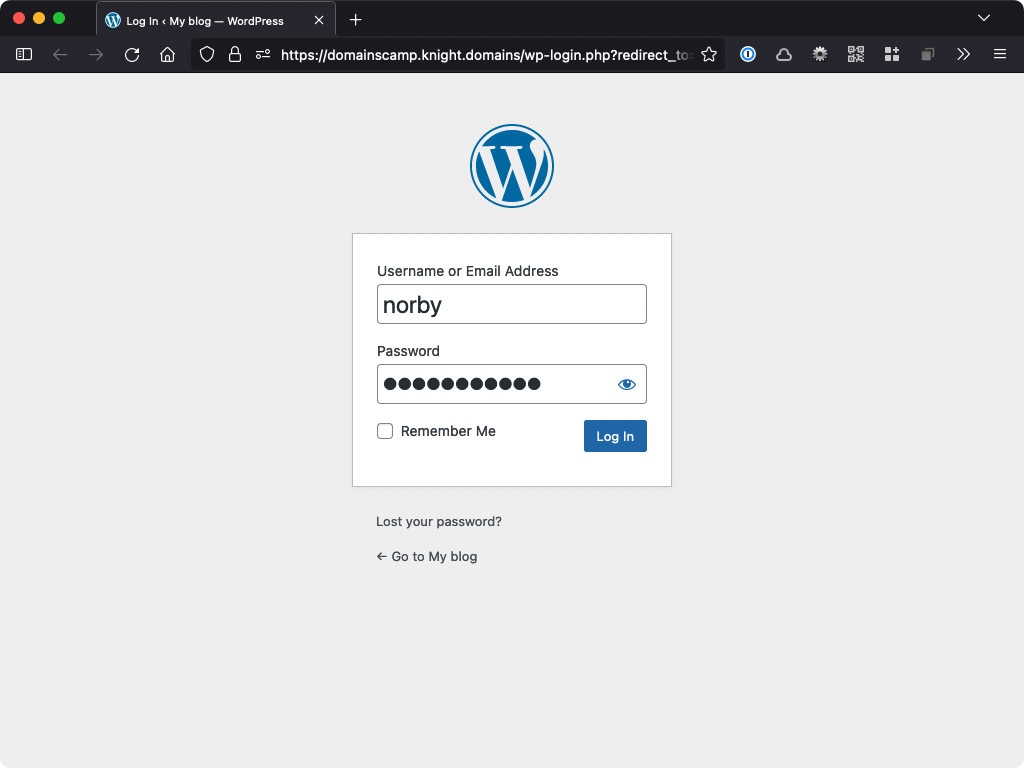 Log In ‹ My blog — WordPress
https://domainscamp.knight.domains/wp-login.php?redirect_to=
Username or Email Address
norby
Password
●●●●●●●●●●●
Remember Me
Log In
Lost your password?
← Go to My blog